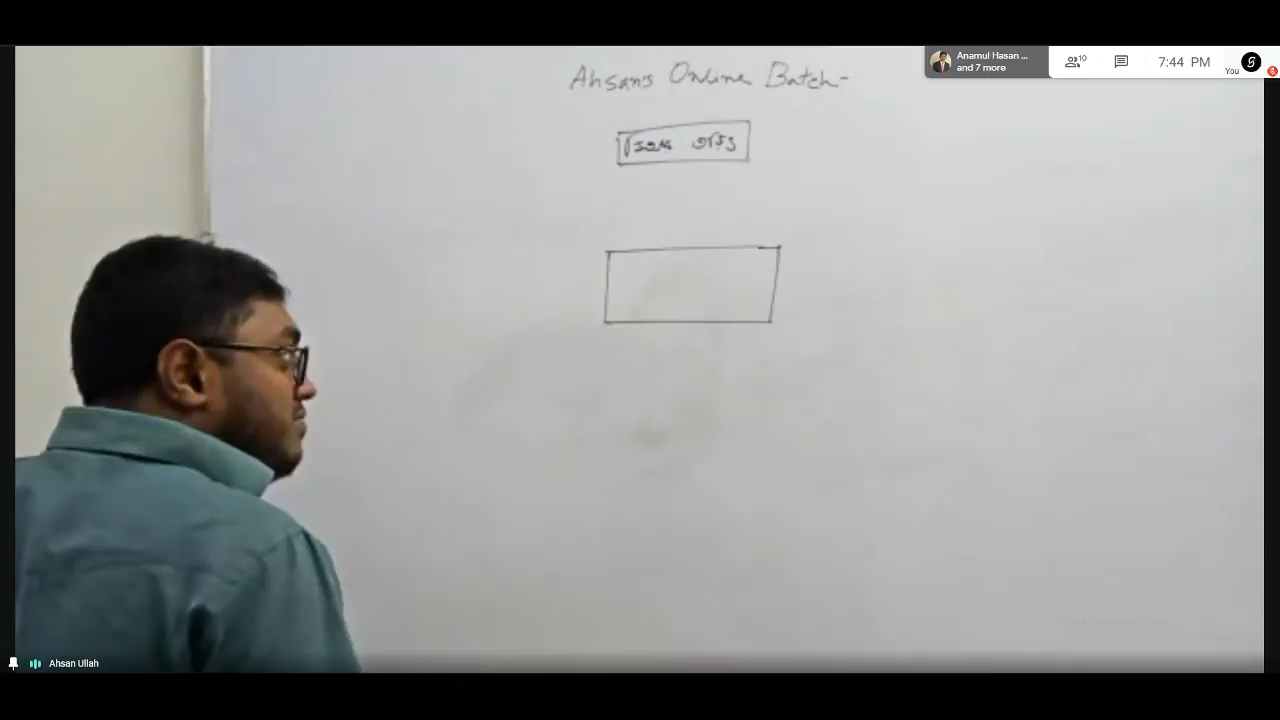 Anamul Hasan ...
and 7 more
10
7:44 PM
You
Ahsan's Online Batch-
Ahsan Ullah